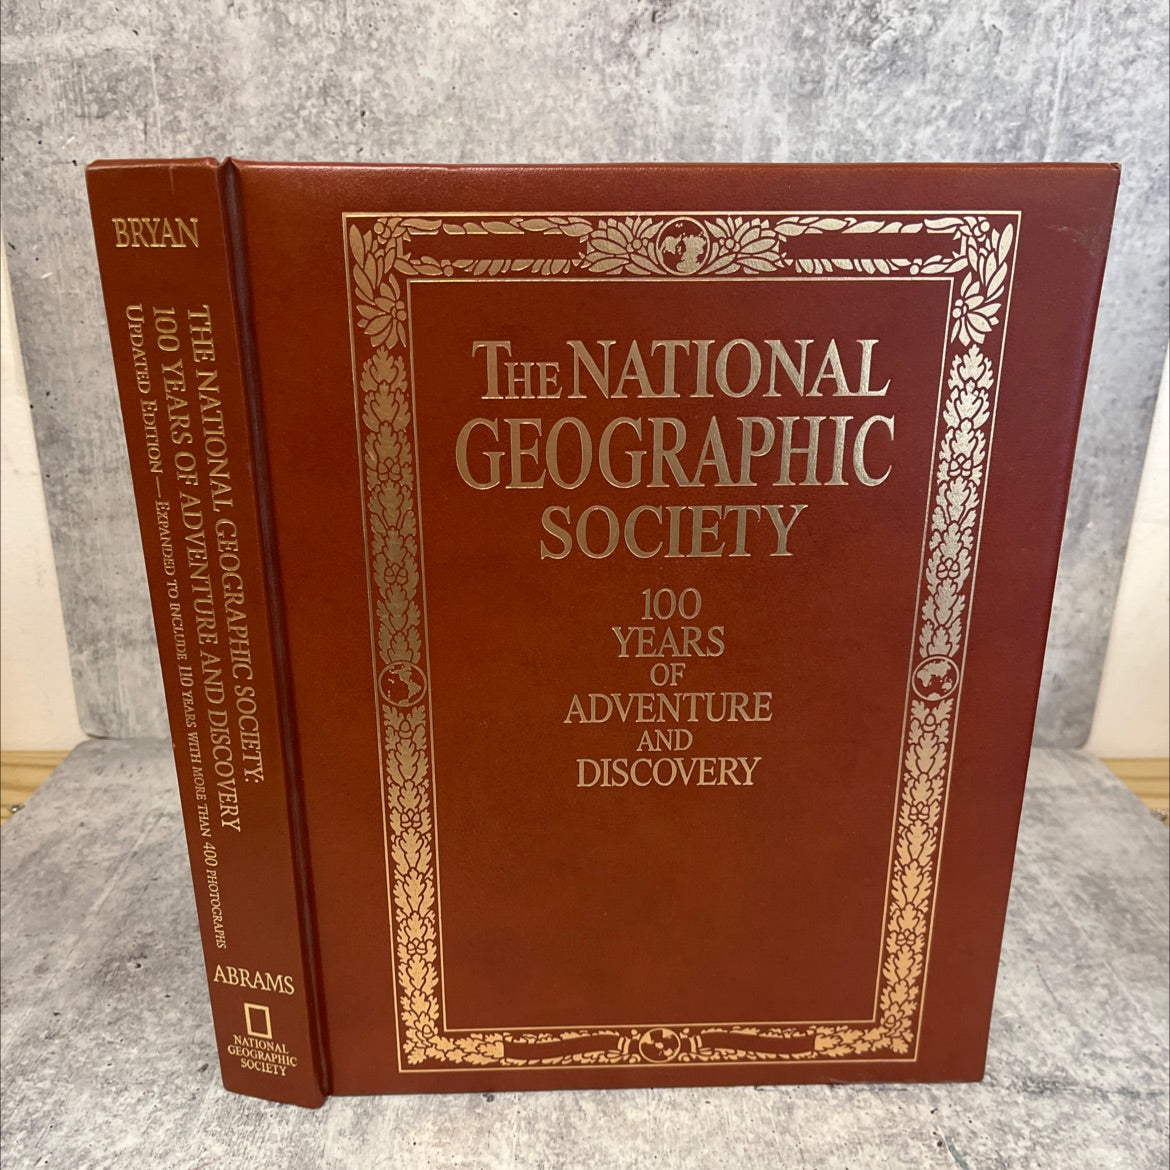 BRYAN
THE NATIONAL GEOGRAPHIC SOCIETY:
100 YEARS OF ADVENTURE AND DISCOVERY
UPDATED EDITION — EXPANDED TO INCLUDE 110 YEARS WITH MORE THAN 400 PHOTOGRAPHS
ABRAMS
NATIONAL
GEOGRAPHIC
SOCIETY
THE NATIONAL
GEOGRAPHIC
SOCIETY
100
YEARS
OF
ADVENTURE
AND
DISCOVERY